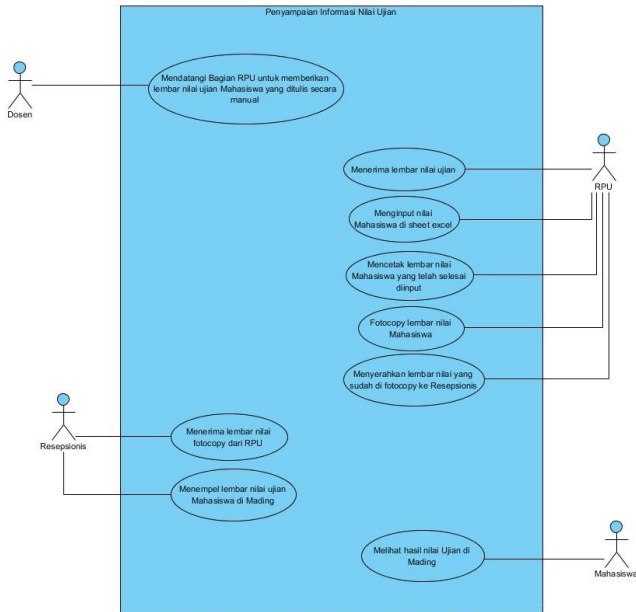 Penyampaian Informasi Nilai Ujian
Mendatangi Bagian RPU untuk memberikan
lembar nilai ujian Mahasiswa yang ditulis secara
manual
Dosen
Menerima lembar nilai ujian
RPU
Menginput nilai
Mahasiswa di sheet excel
Mencetak lembar nilai
Mahasiswa yang telah selesai
diinput
Fotocopy lembar nilai
Mahasiswa
Menyerahkan lembar nilai yang
sudah di fotocopy ke Resepsionis
Resepsionis
Menerima lembar nilai
fotocopy dari RPU
Menempel lembar nilai ujian
Mahasiswa di Mading
Melihat hasil nilai Ujian di
Mading
Mahasiswa